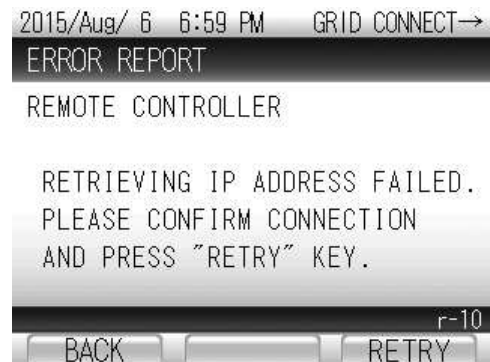 2015/Aug/ 6 6:59 PM GRID CONNECT→
ERROR REPORT
REMOTE CONTROLLER
RETRIEVING IP ADDRESS FAILED.
PLEASE CONFIRM CONNECTION
AND PRESS "RETRY" KEY.
r-10
BACK RETRY